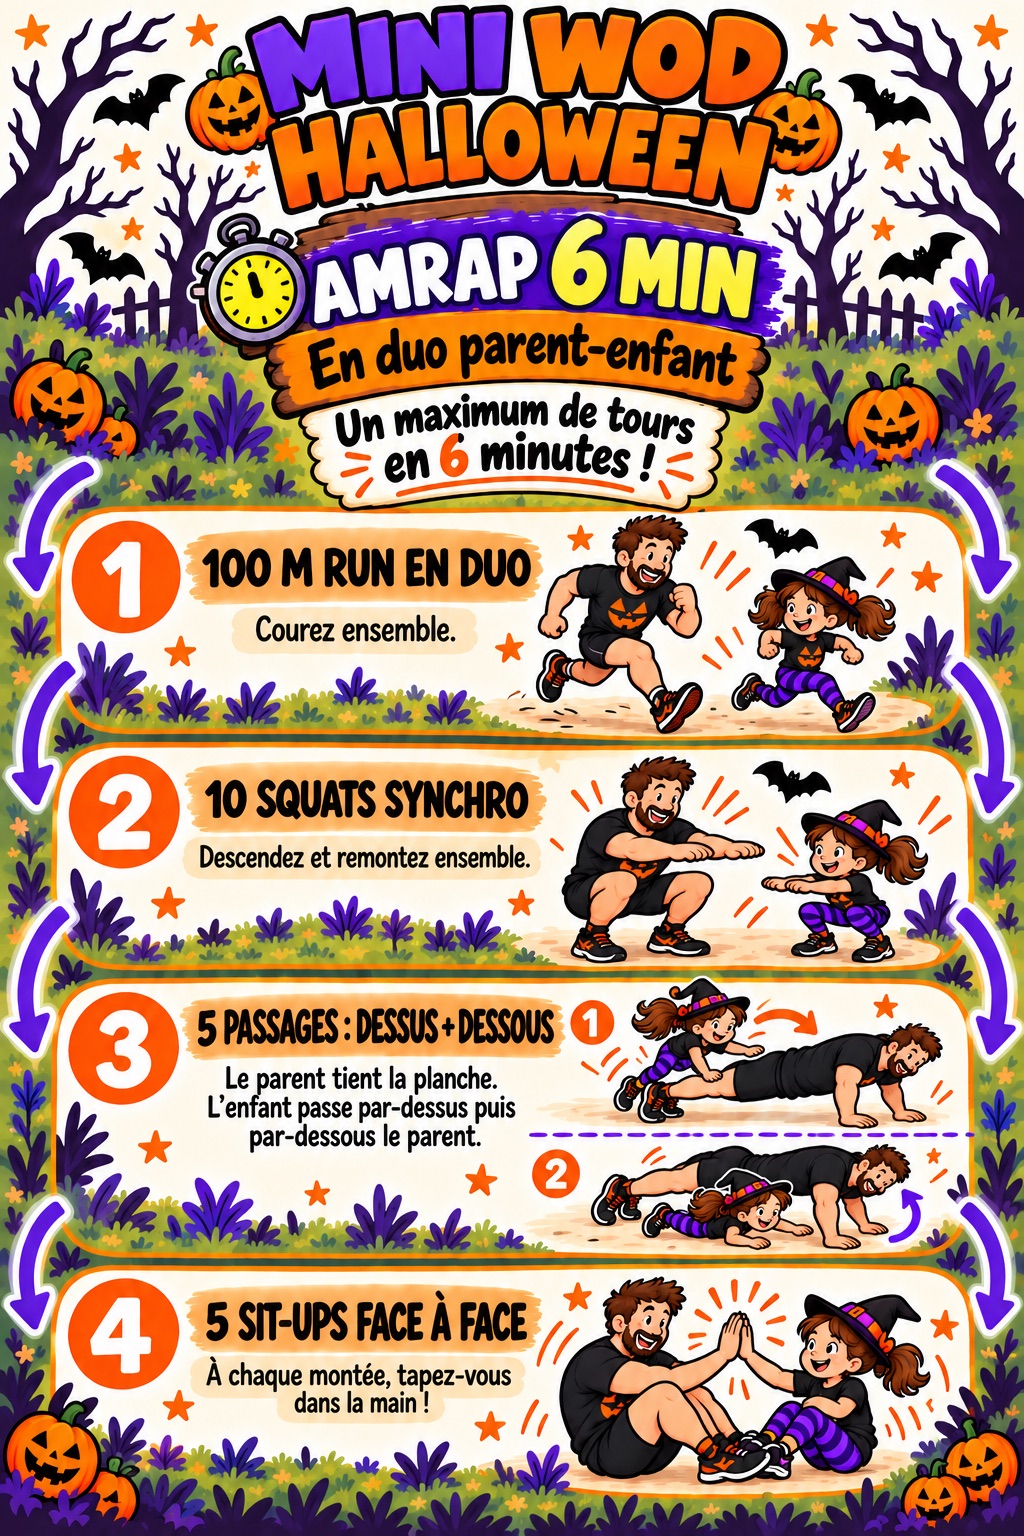 MINI WOD
HALLOWEEN
AMRAP 6 MIN
En duo parent-enfant
Un maximum de tours
en 6 minutes !
1
100 M RUN EN DUO
Courez ensemble.
2
10 SQUATS SYNCHRO
Descendez et remontez ensemble.
3
5 PASSAGES : DESSUS + DESSOUS
Le parent tient la planche.
L'enfant passe par-dessus puis
par-dessous le parent.
1
2
4
5 SIT-UPS FACE À FACE
À chaque montée, tapez-vous
dans la main !